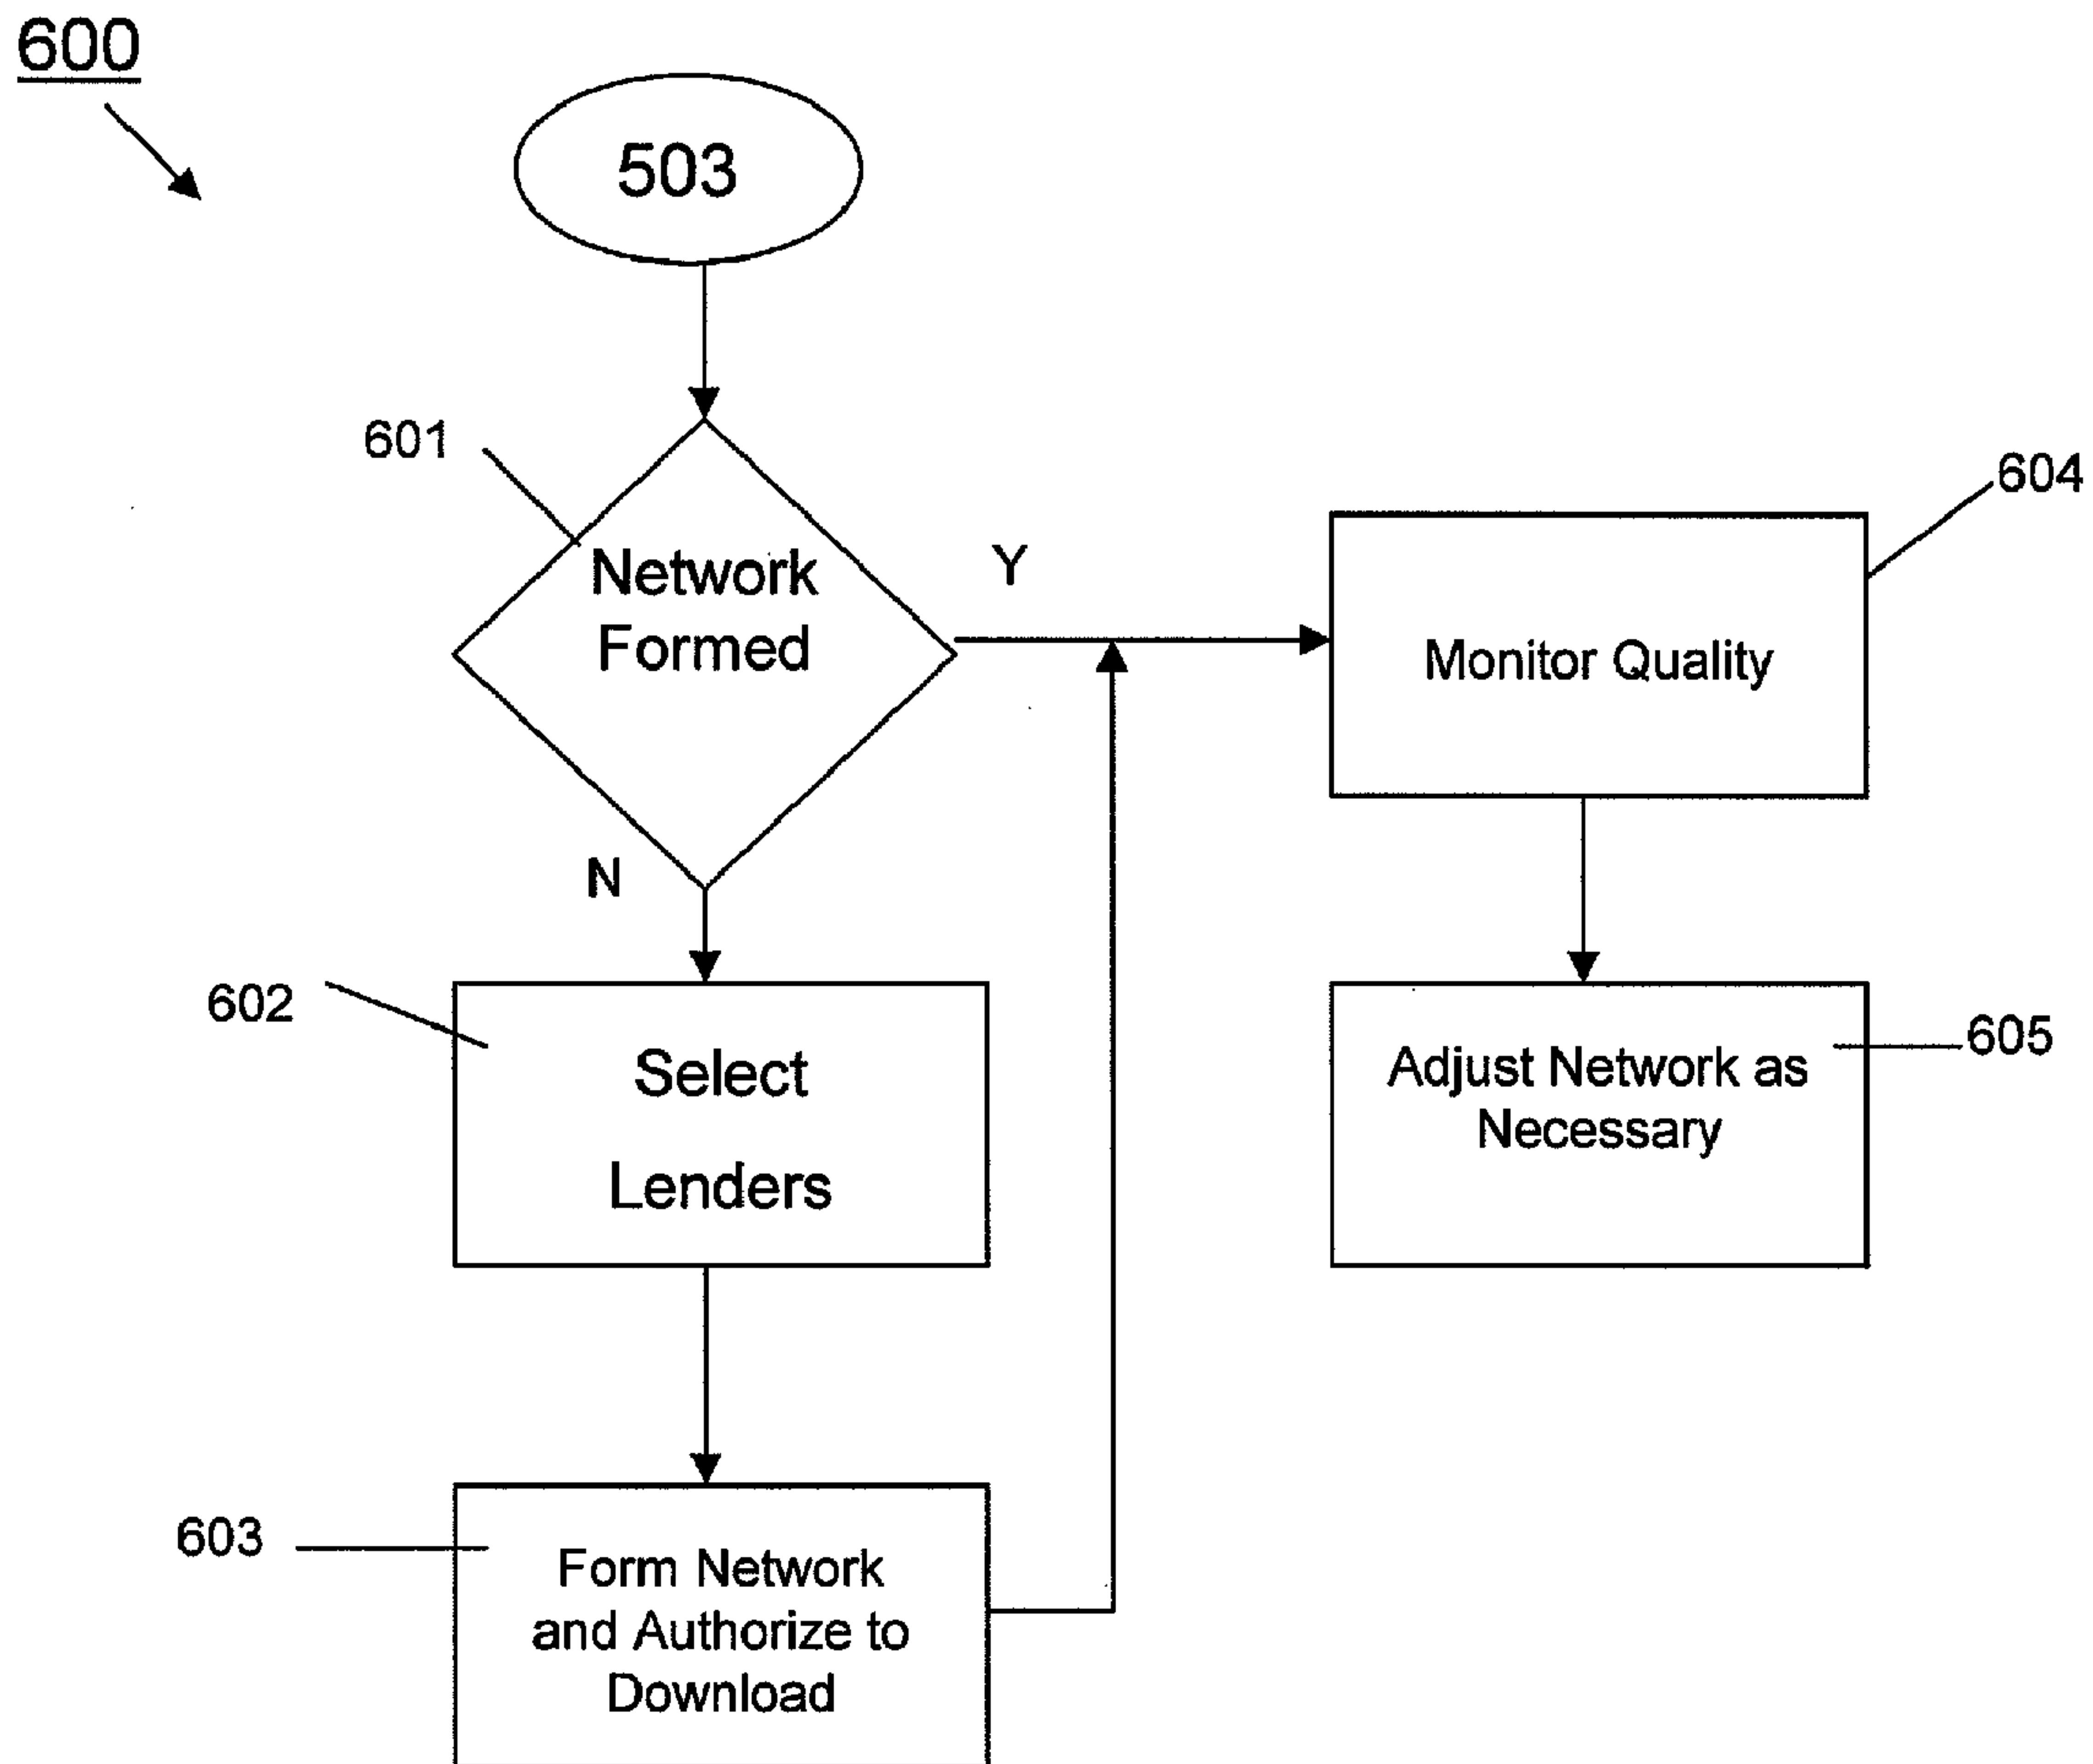 600
503
601
Network
Formed
Y
604
Monitor Quality
N
602
Select
Lenders
605
Adjust Network as
Necessary
603
Form Network
and Authorize to
Download